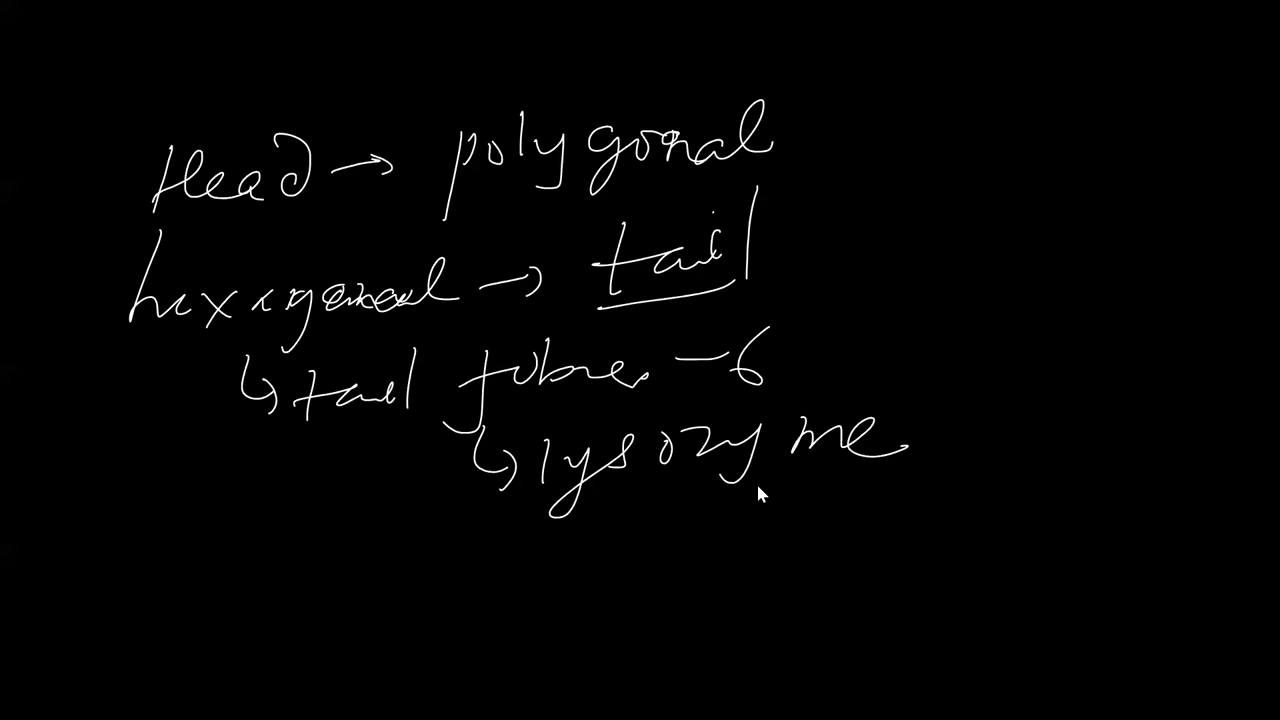 Head → polygonal
hexagonal → tail
↳ tail fibres - 6
↳ lysozyme